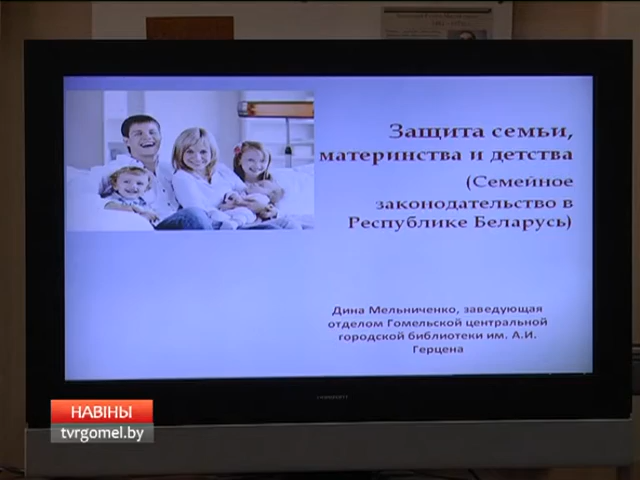 Защита семьи,
материнства и детства
(Семейное
законодательство в
Республике Беларусь)
Дина Мельниченко, заведующая
отделом Гомельской центральной
городской библиотеки им. А.И.
Герцена
НАВІНЫ
tvrgomel.by